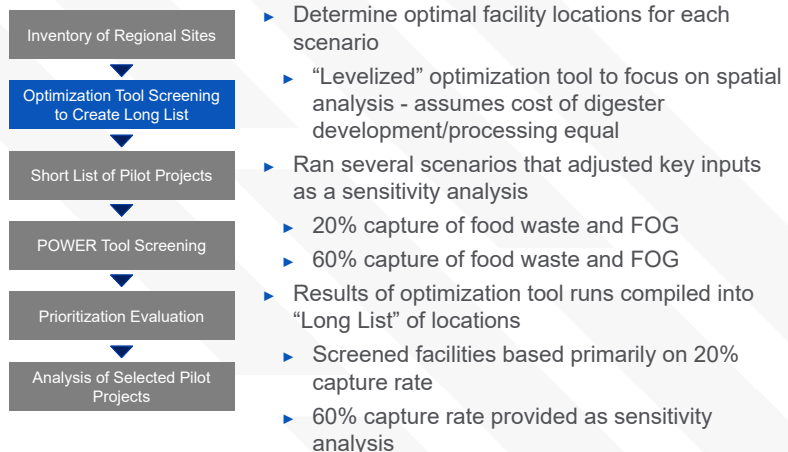 Inventory of Regional Sites
Optimization Tool Screening
to Create Long List
Short List of Pilot Projects
POWER Tool Screening
Prioritization Evaluation
Analysis of Selected Pilot
Projects
► Determine optimal facility locations for each
scenario
► “Levelized” optimization tool to focus on spatial
analysis - assumes cost of digester
development/processing equal
► Ran several scenarios that adjusted key inputs
as a sensitivity analysis
► 20% capture of food waste and FOG
► 60% capture of food waste and FOG
► Results of optimization tool runs compiled into
“Long List” of locations
► Screened facilities based primarily on 20%
capture rate
► 60% capture rate provided as sensitivity
analysis